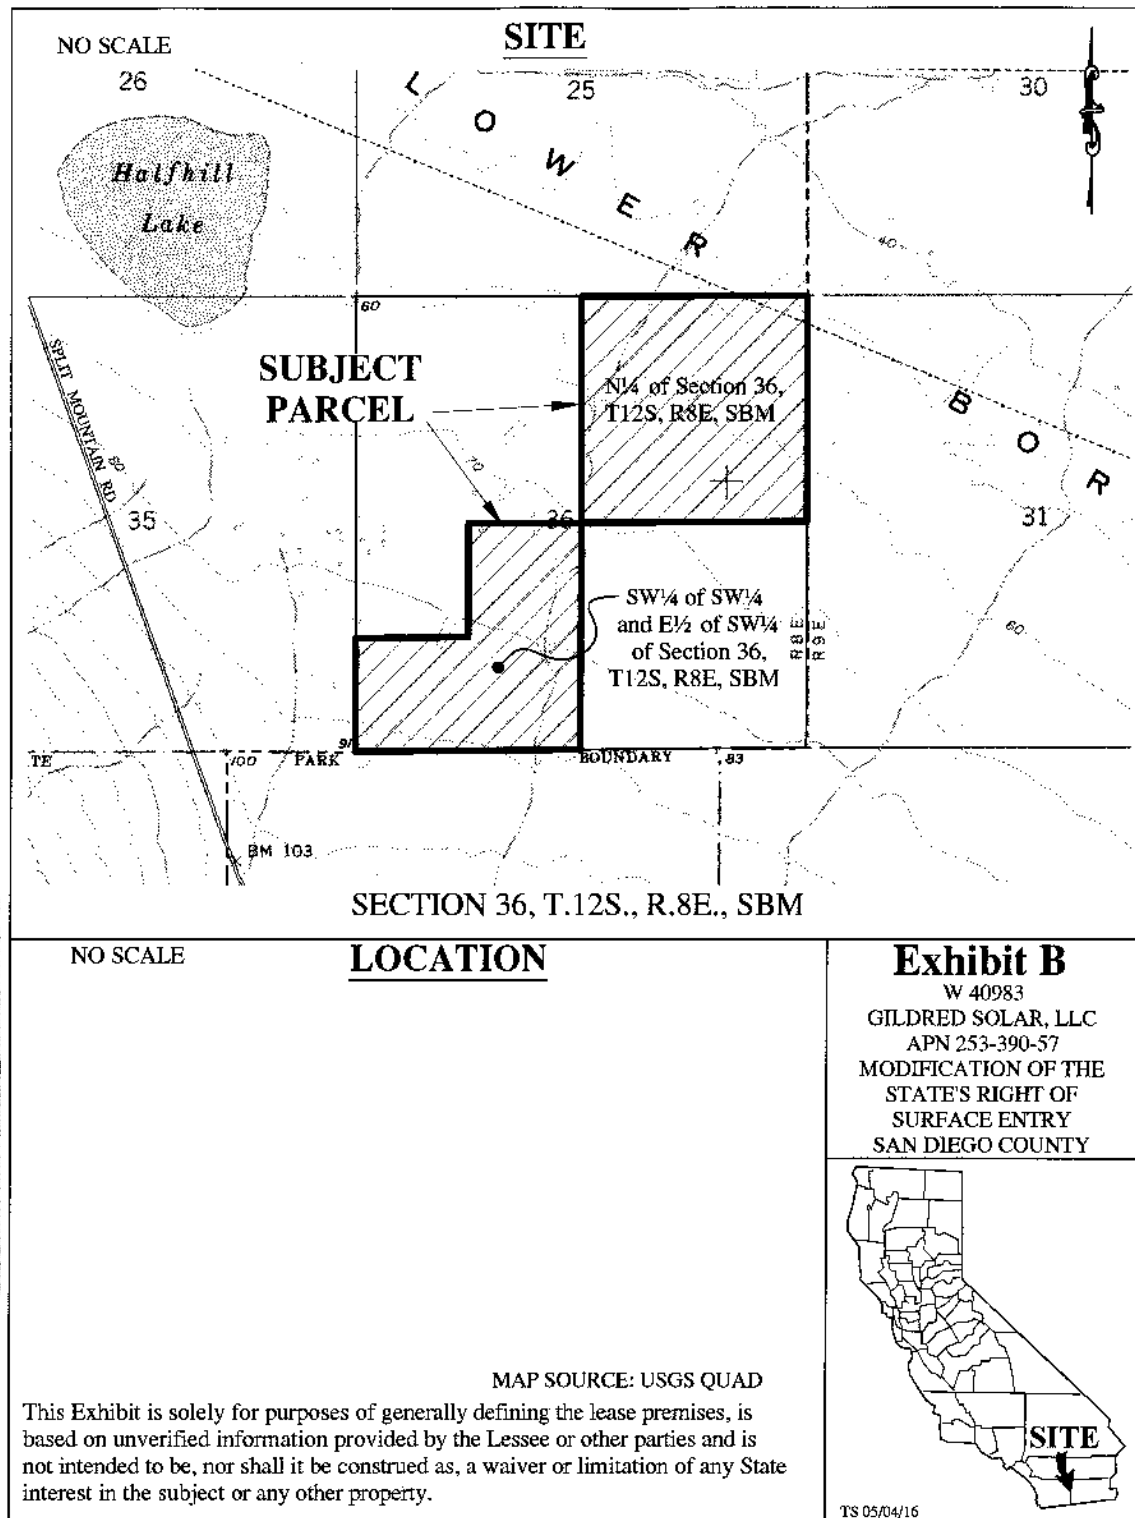 SITE
NO SCALE
26
25
30
LOWER
Halfhill
Lake
40
60
SUBJECT
PARCEL
N¼ of Section 36,
T12S, R8E, SBM
BOR
SPLIT MOUNTAIN RD
80
70
35
36
31
SW¼ of SW¼
and E½ of SW¼
of Section 36,
T12S, R8E, SBM
R8E
R9E
60
91
TE
100
PARK
BOUNDARY
83
BM 103
SECTION 36, T.12S., R.8E., SBM
NO SCALE
LOCATION
Exhibit B
W 40983
GILDRED SOLAR, LLC
APN 253-390-57
MODIFICATION OF THE
STATE'S RIGHT OF
SURFACE ENTRY
SAN DIEGO COUNTY
MAP SOURCE: USGS QUAD
This Exhibit is solely for purposes of generally defining the lease premises, is
based on unverified information provided by the Lessee or other parties and is
not intended to be, nor shall it be construed as, a waiver or limitation of any State
interest in the subject or any other property.
SITE
TS 05/04/16